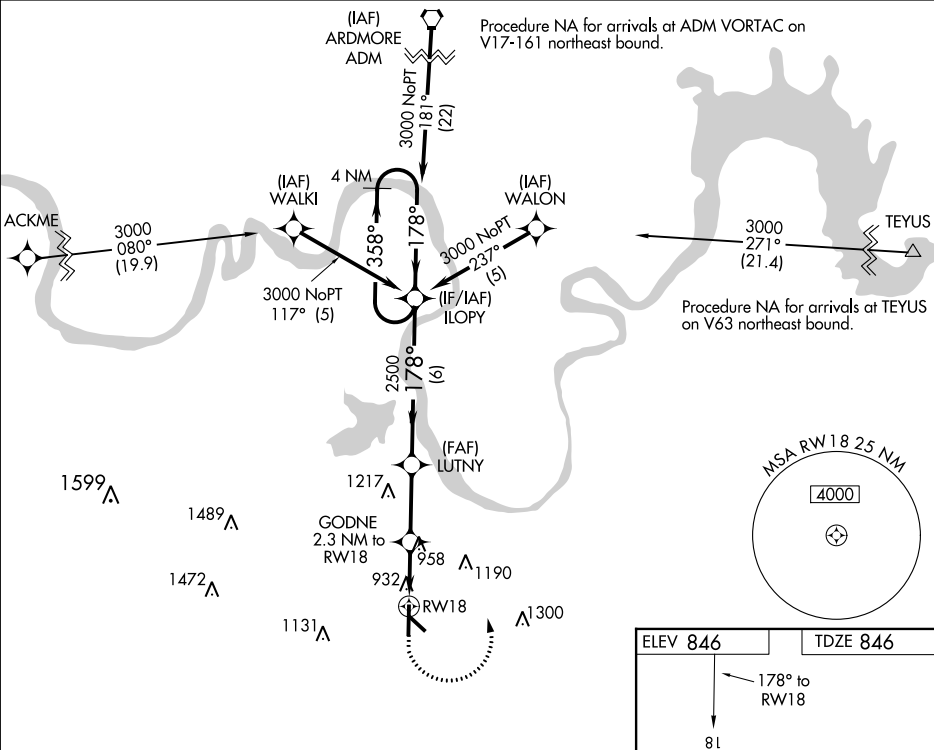 (IAF)
ARDMORE
ADM
Procedure NA for arrivals at ADM VORTAC on
V17-161 northeast bound.
3000 NoPT
181°
(22)
4 NM
(IAF)
WALKI
(IAF)
WALON
ACKME
3000
080°
(19.9)
358°
178°
3000 NoPT
237°
(5)
TEYUS
3000
271°
(21.4)
3000 NoPT
117° (5)
(IF/IAF)
ILOPY
Procedure NA for arrivals at TEYUS
on V63 northeast bound.
2500
178°
(6)
(FAF)
LUTNY
MSA RW18 25 NM
4000
1599
1217
1489
GODNE
2.3 NM to
RW18
958
1190
1472
932
RW18
1131
1300
ELEV 846
TDZE 846
178° to
RW18
18